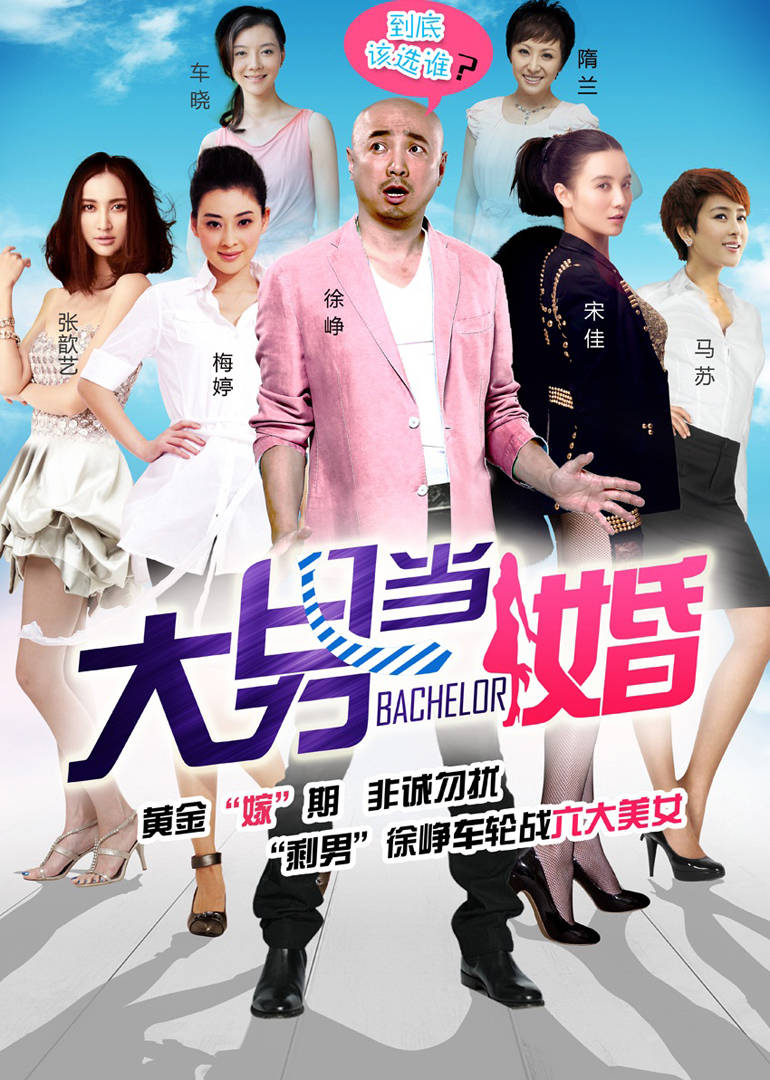 到底
该选谁?
车晓
隋兰
张歆艺
梅婷
徐峥
宋佳
马苏
大男当婚
BACHELOR
黄金“嫁”期 非诚勿扰
“剩男”徐峥车轮战六大美女